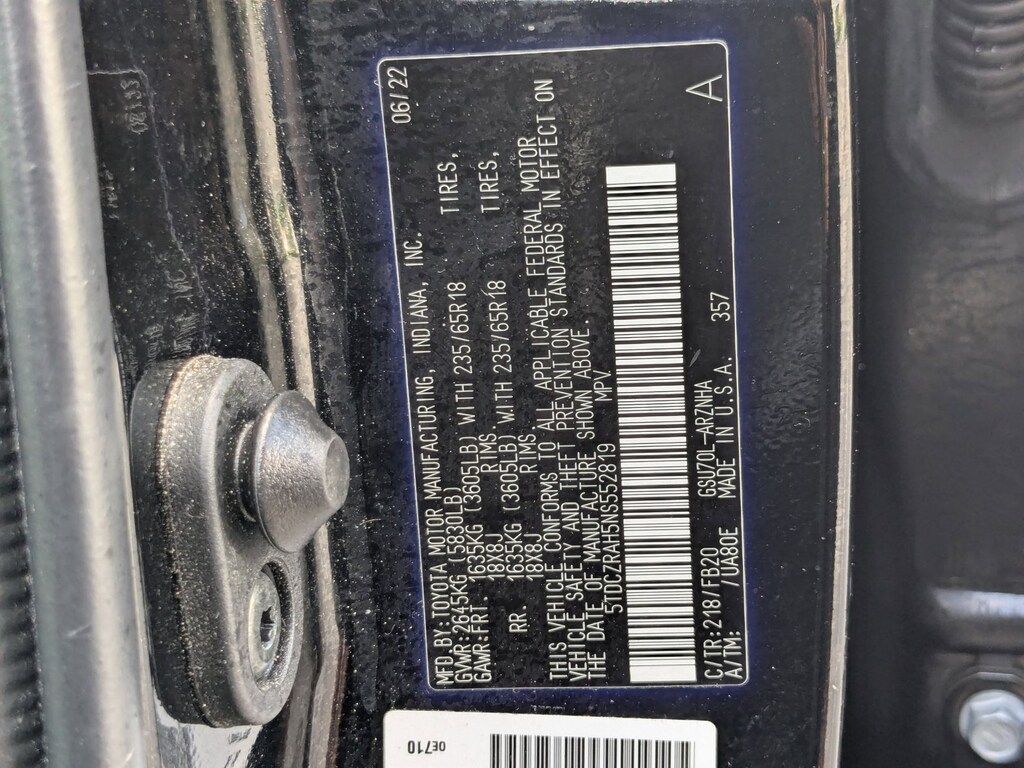 MFD.BY:TOYOTA MOTOR MANUFACTURING, INDIANA, INC. 06/22
GVWR:2645KG (5830LB)
GAWR:FRT. 1635KG (3605LB) WITH 235/65R18 TIRES,
18X8J RIMS
RR. 1635KG (3605LB) WITH 235/65R18 TIRES,
18X8J RIMS
THIS VEHICLE CONFORMS TO ALL APPLICABLE FEDERAL MOTOR
VEHICLE SAFETY AND THEFT PREVENTION STANDARDS IN EFFECT ON
THE DATE OF MANUFACTURE SHOWN ABOVE.
5TDCZRAH5NS552819 MPV
C/TR:218/FB20 GSU70L-ARZNHA
A/TM: /UA80E MADE IN U.S.A. 357 A
0E710